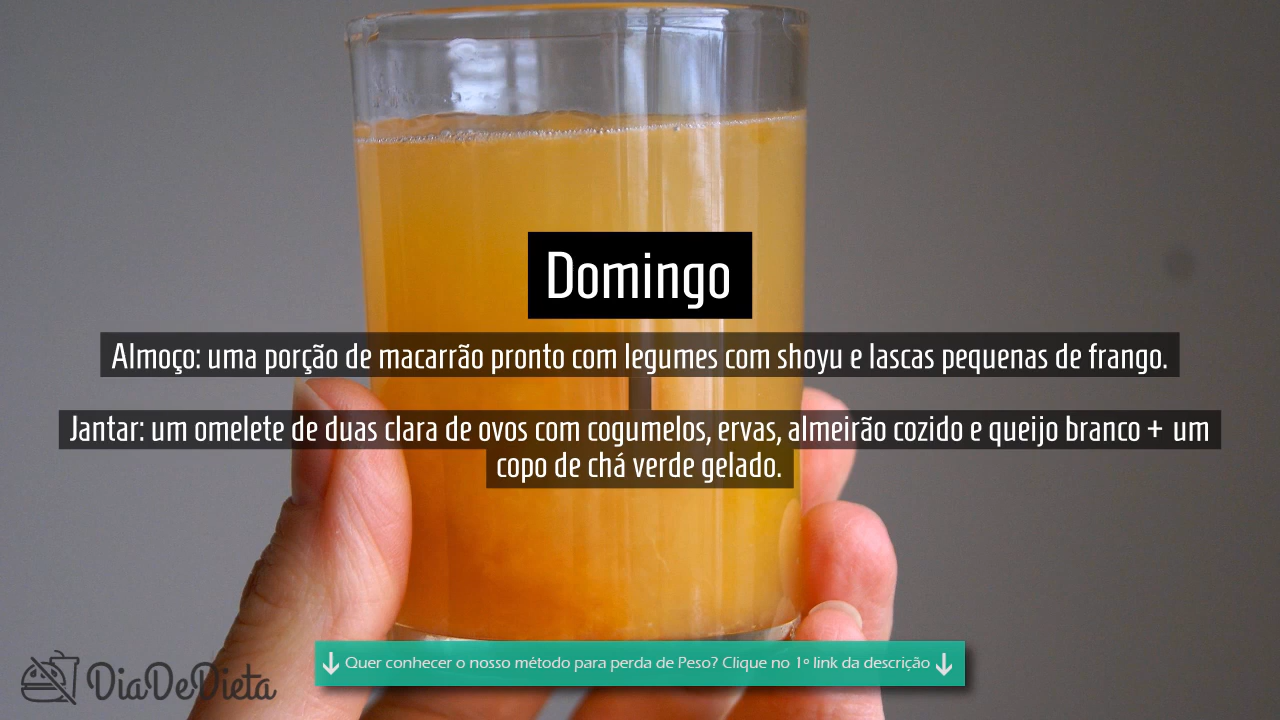 Domingo
Almoço: uma porção de macarrão pronto com legumes com shoyu e lascas pequenas de frango.
Jantar: um omelete de duas clara de ovos com cogumelos, ervas, almeirão cozido e queijo branco + um
copo de chá verde gelado.
Quer conhecer o nosso método para perda de Peso? Clique no 1º link da descrição
DiaDeDieta